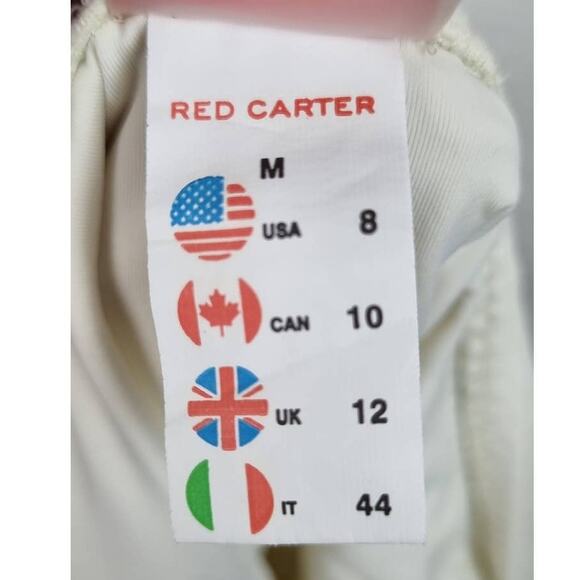 RED CARTER
M
USA 8
CAN 10
UK 12
IT 44